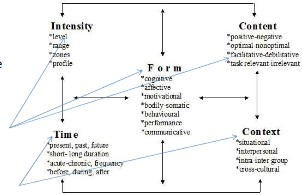 Intensity
*level
*range
*zones
*profile
Content
*positive-negative
*optimal-nonoptimal
*facilitative-debilitative
*task relevant-irrelevant
Form
*cognitive
*affective
*motivational
*bodily-somatic
*behavioural
*performance
*communicative
e
Time
*present, past, future
*short- long duration
*acute-chronic, frequency
*before, during, after
Context
*situational
*interpersonal
*intra-inter group
*cross-cultural